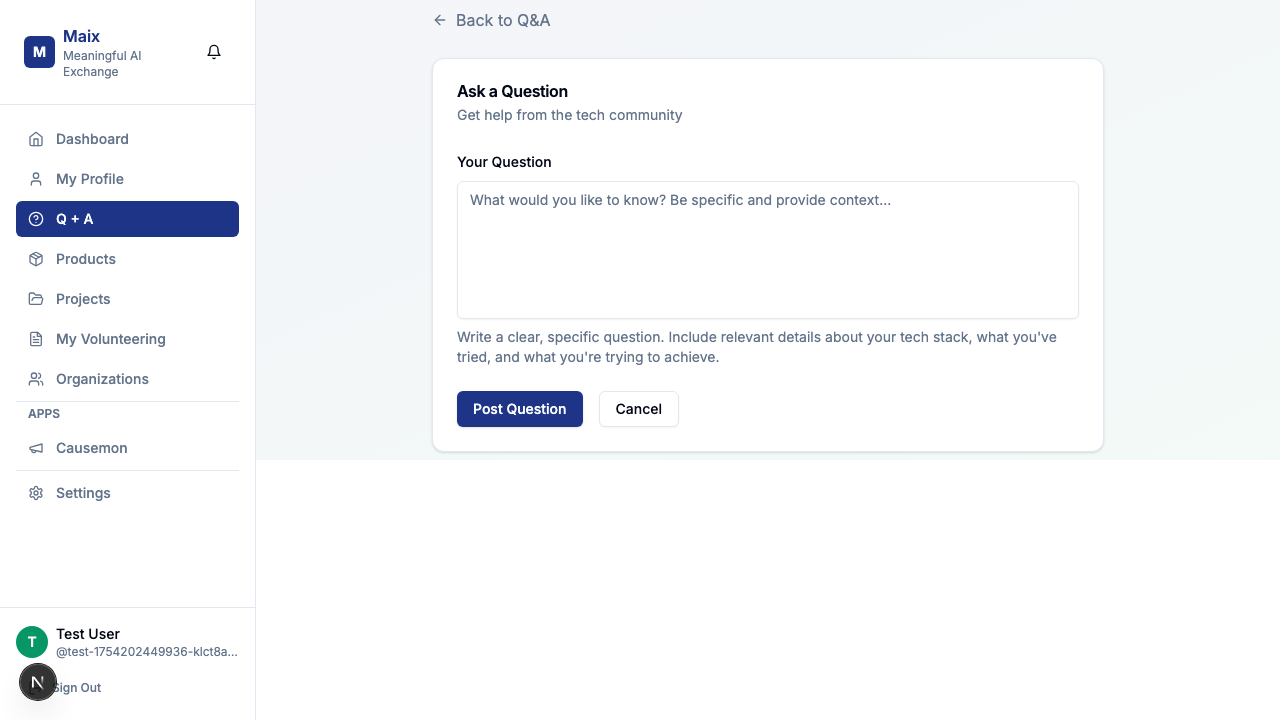 M
Maix
Meaningful AI
Exchange
Dashboard
My Profile
Q + A
Products
Projects
My Volunteering
Organizations
APPS
Causemon
Settings
T
Test User
@test-1754202449936-klct8a...
N
Sign Out
Back to Q&A
Ask a Question
Get help from the tech community
Your Question
What would you like to know? Be specific and provide context...
Write a clear, specific question. Include relevant details about your tech stack, what you've
tried, and what you're trying to achieve.
Post Question
Cancel